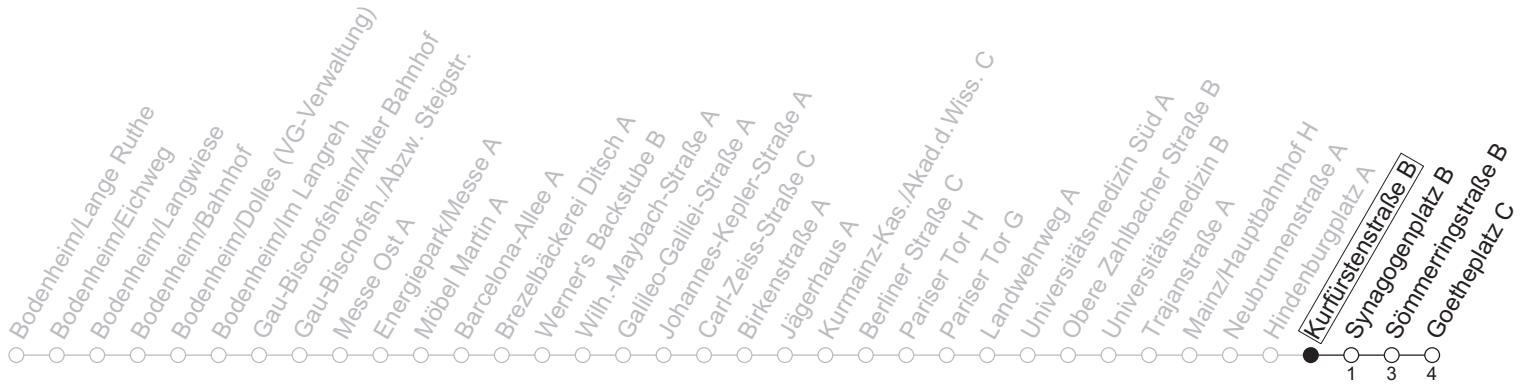 Bodenheim/Lange Ruthe
Bodenheim/Eichweg
Bodenheim/Langwiese
Bodenheim/Bahnhof
Bodenheim/Dolles (VG-Verwaltung)
Bodenheim/Im Langreh
Gau-Bischofsheim/Alter Bahnhof
Gau-Bischofsh./Abzw. Steigstr.
Messe Ost A
Energiepark/Messe A
Möbel Martin A
Barcelona-Allee A
Brezelbäckerei Ditsch A
Werner's Backstube B
Wilh.-Maybach-Straße A
Galileo-Galilei-Straße A
Johannes-Kepler-Straße A
Carl-Zeiss-Straße C
Birkenstraße A
Jägerhaus A
Kurmainz-Kas./Akad.d.Wiss. C
Berliner Straße C
Pariser Tor H
Pariser Tor G
Landwehrweg A
Universitätsmedizin Süd A
Obere Zahlbacher Straße B
Universitätsmedizin B
Trajanstraße A
Mainz/Hauptbahnhof H
Neubrunnenstraße A
Hindenburgplatz A
Kurfürstenstraße B
Synagogenplatz B
Sömmerringstraße B
Goetheplatz C
1 3 4